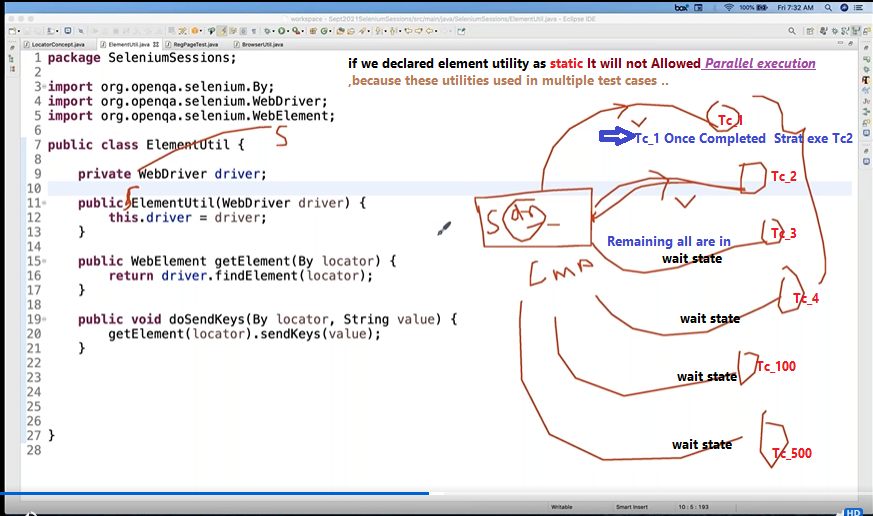 workspace - Sept2021SeleniumSessions/src/main/java/SeleniumSessions/ElementUtil.java - Eclipse IDE
box
100%
Fri 7:32 AM
LocatorConcept.java
ElementUtil.java
RegPageTest.java
BrowserUtil.java
if we declared element utility as static It will not Allowed Parallel execution
,because these utilities used in multiple test cases ..
1 package SeleniumSessions;
2
3 import org.openqa.selenium.By;
4 import org.openqa.selenium.WebDriver;
5 import org.openqa.selenium.WebElement;
6
7 public class ElementUtil {
8
9 private WebDriver driver;
10
11 public ElementUtil(WebDriver driver) {
12 this.driver = driver;
13 }
14
15 public WebElement getElement(By locator) {
16 return driver.findElement(locator);
17 }
18
19 public void doSendKeys(By locator, String value) {
20 getElement(locator).sendKeys(value);
21 }
22
23
24
25
26
27 }
28
S
S
Tc_1
Tc_1 Once Completed Strat exe Tc2
Tc_2
S dr
Tc_3
Remaining all are in
wait state
CMA
Tc_4
wait state
Tc_100
wait state
wait state
Tc_500
Writable
Smart Insert
10 : 5 : 193
HD